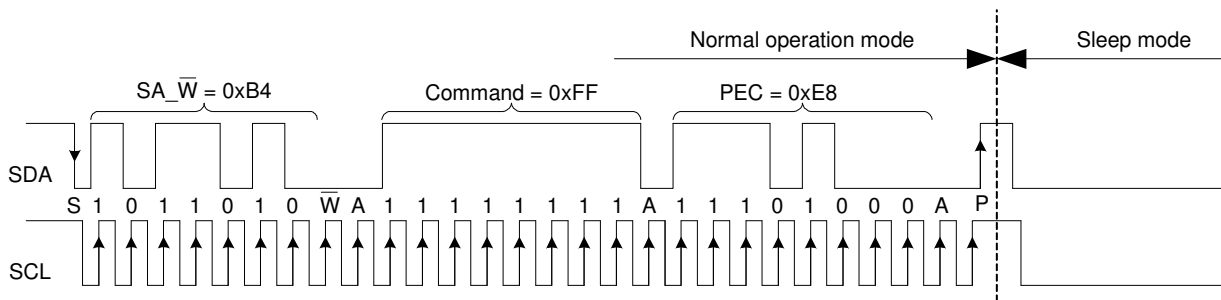 Normal operation mode Sleep mode
SA_W̅ = 0xB4 Command = 0xFF PEC = 0xE8
SDA
S 1 0 1 1 0 1 0 W̅ A 1 1 1 1 1 1 1 1 A 1 1 1 0 1 0 0 0 A P
SCL